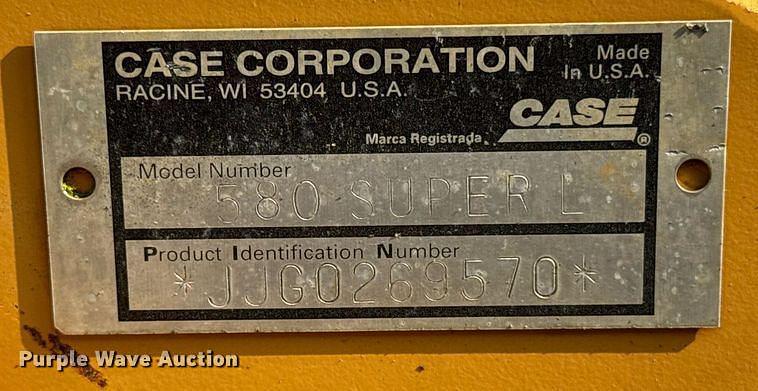 CASE CORPORATION
Made
In U.S.A.
RACINE, WI 53404 U.S.A.
CASE
Marca Registrada ®
Model Number
580 SUPER L
Product Identification Number
*JJG0269570*
Purple Wave Auction